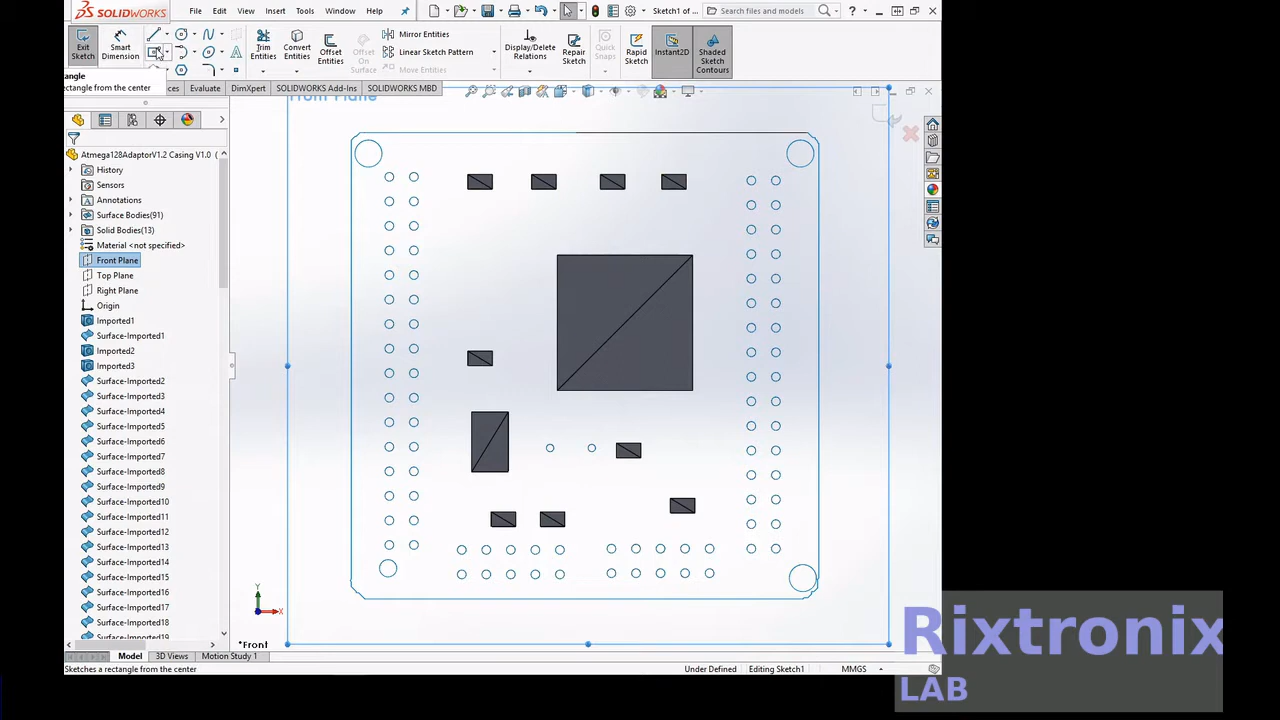 SOLIDWORKS
File
Edit
View
Insert
Tools
Window
Help
Sketch1 of ...
Search files and models
Exit Sketch
Smart Dimension
Trim Entities
Convert Entities
Offset Entities
Offset On Surface
Mirror Entities
Linear Sketch Pattern
Move Entities
Display/Delete Relations
Repair Sketch
Quick Snaps
Rapid Sketch
Instant2D
Shaded Sketch Contours
angle
ectangle from the center
ces
Evaluate
DimXpert
SOLIDWORKS Add-Ins
SOLIDWORKS MBD
Front Plane
Atmega128AdaptorV1.2 Casing V1.0
History
Sensors
Annotations
Surface Bodies(91)
Solid Bodies(13)
Material <not specified>
Front Plane
Top Plane
Right Plane
Origin
Imported1
Surface-Imported1
Imported2
Imported3
Surface-Imported2
Surface-Imported3
Surface-Imported4
Surface-Imported5
Surface-Imported6
Surface-Imported7
Surface-Imported8
Surface-Imported9
Surface-Imported10
Surface-Imported11
Surface-Imported12
Surface-Imported13
Surface-Imported14
Surface-Imported15
Surface-Imported16
Surface-Imported17
Surface-Imported18
Surface-Imported19
Y
X
*Front
Model
3D Views
Motion Study 1
Sketches a rectangle from the center
Under Defined
Editing Sketch1
MMGS
Rixtronix
LAB